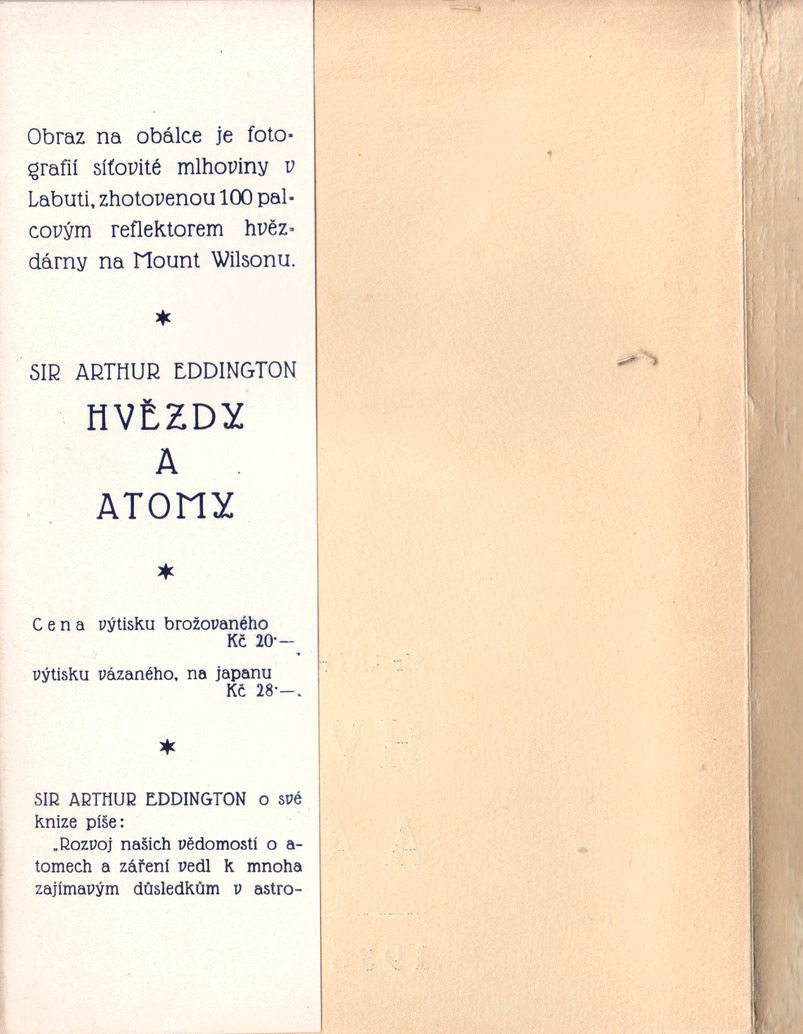 Obraz na obálce je foto-
grafií síťovité mlhoviny v
Labuti, zhotovenou 100 pal-
covým reflektorem hvěz-
dárny na Mount Wilsonu.
*
SIR ARTHUR EDDINGTON
HVĚZDY
A
ATOMY
*
Cena výtisku brožovaného
Kč 20·—
výtisku vázaného, na japanu
Kč 28·—.
*
SIR ARTHUR EDDINGTON o své
knize píše:
„Rozvoj našich vědomostí o a-
tomech a záření vedl k mnoha
zajímavým důsledkům v astro-